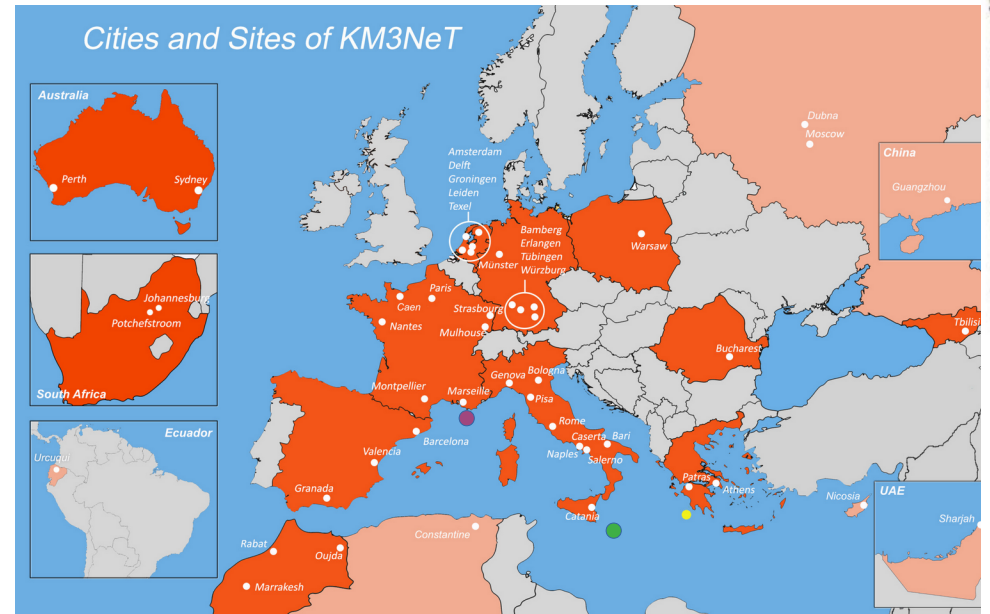 Cities and Sites of KM3NeT
Australia
Perth
Sydney
Johannesburg
Potchefstroom
South Africa
Ecuador
Urcuqui
Amsterdam
Delft
Groningen
Leiden
Texel
Bamberg
Erlangen
Tübingen
Würzburg
Münster
Warsaw
Dubna
Moscow
China
Guangzhou
Paris
Caen
Strasbourg
Nantes
Mulhouse
Tbilisi
Bucharest
Genova
Bologna
Montpellier
Marseille
Pisa
Rome
Barcelona
Caserta
Bari
Naples
Salerno
Valencia
Granada
Patras
Athens
Catania
Nicosia
UAE
Sharjah
Constantine
Rabat
Oujda
Marrakesh